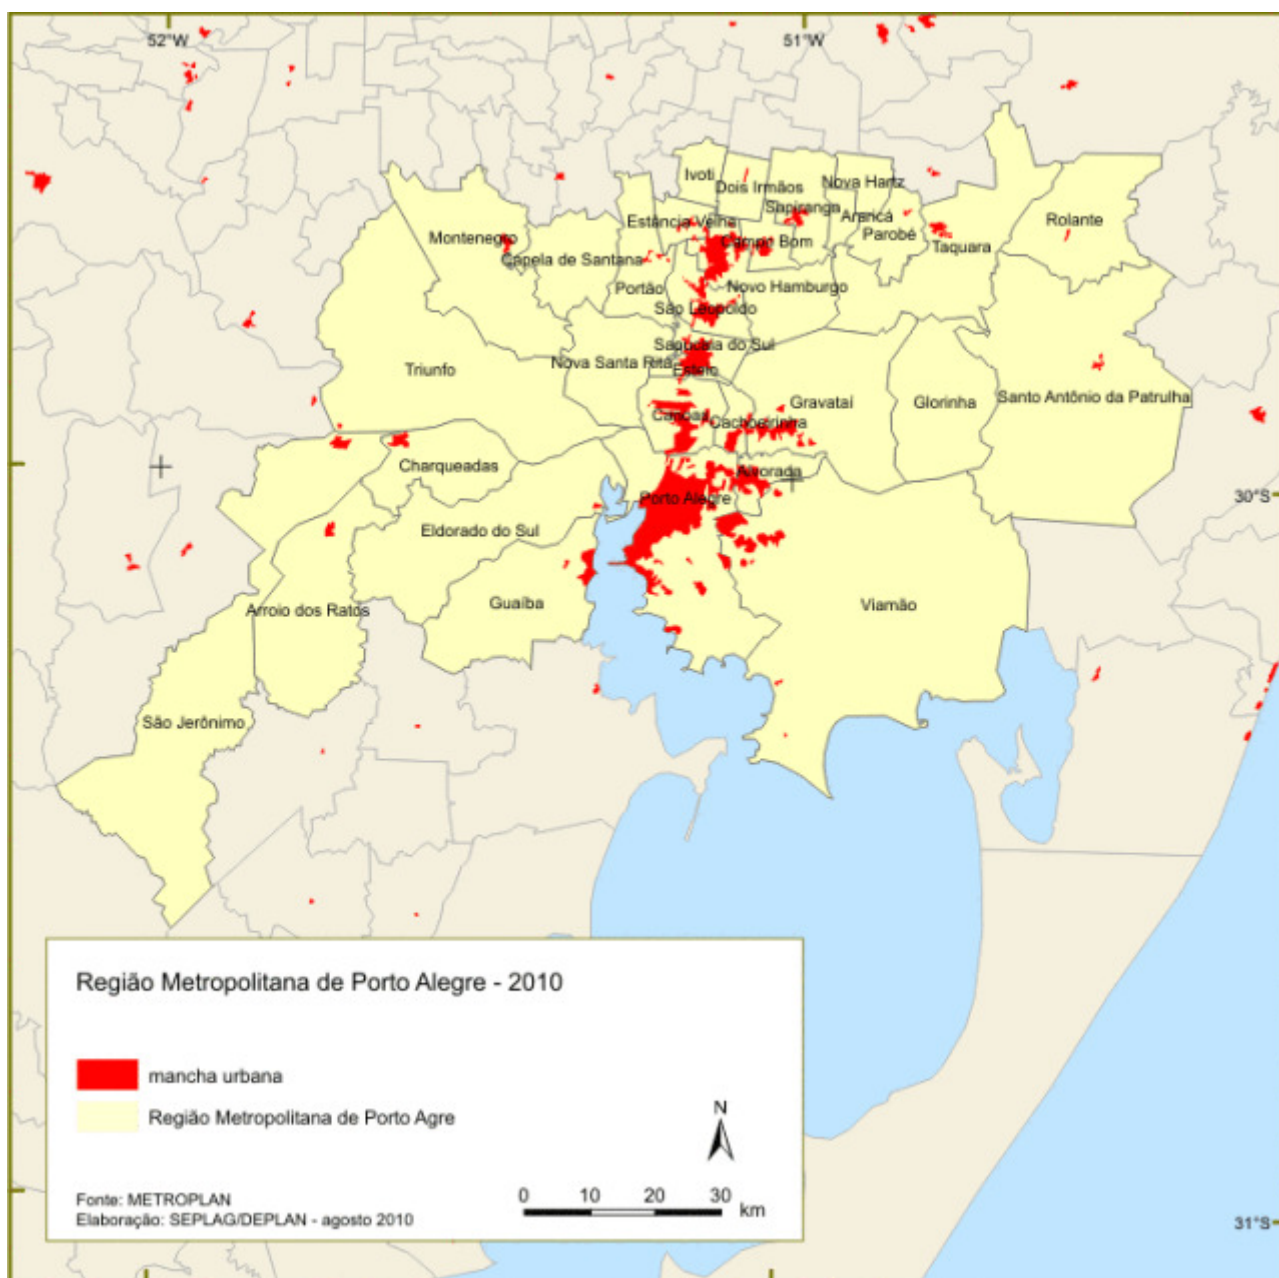 52°W
51°W
Ivoti
Dois Irmãos
Nova Hartz
Sapiranga
Estância Velha
Araricá
Rolante
Montenegro
Campo Bom
Parobé
Taquara
Capela de Santana
Portão
Novo Hamburgo
São Leopoldo
Sapucaia do Sul
Nova Santa Rita
Esteio
Triunfo
Gravataí
Glorinha
Santo Antônio da Patrulha
Canoas
Cachoeirinha
Charqueadas
Alvorada
Porto Alegre
30°S
Eldorado do Sul
Guaíba
Viamão
Arroio dos Ratos
São Jerônimo
Região Metropolitana de Porto Alegre - 2010
mancha urbana
Região Metropolitana de Porto Agre
N
0 10 20 30 km
Fonte: METROPLAN
Elaboração: SEPLAG/DEPLAN - agosto 2010
31°S